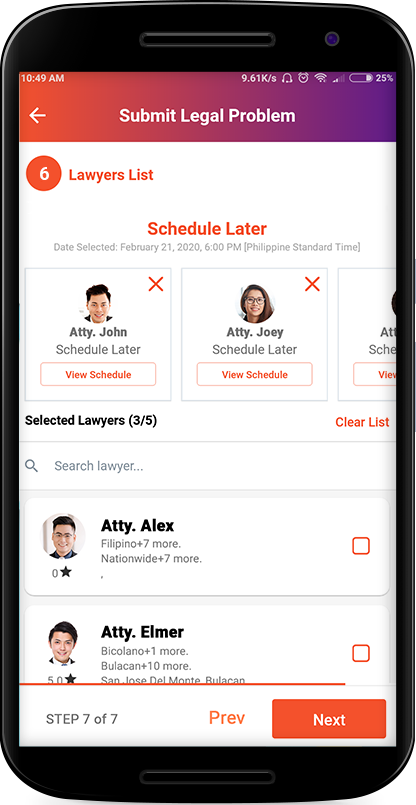 10:49 AM 9.61K/s 25%
Submit Legal Problem
6 Lawyers List
Schedule Later
Date Selected: February 21, 2020, 6:00 PM [Philippine Standard Time]
Atty. John
Schedule Later
View Schedule
Atty. Joey
Schedule Later
View Schedule
Selected Lawyers (3/5) Clear List
Search lawyer...
Atty. Alex
Filipino+7 more.
Nationwide+7 more.
0★ ,
Atty. Elmer
Bicolano+1 more.
Bulacan+10 more.
5.0★ San Jose Del Monte, Bulacan
STEP 7 of 7 Prev Next